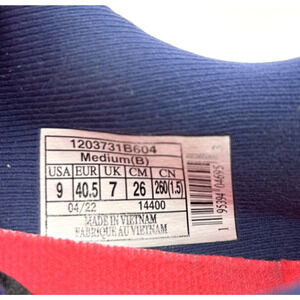 1203731B604
Medium(B)
USA EUR UK CM CN
9 40.5 7 26 260(1.5)
04/22 14400
MADE IN VIETNAM
FABRIQUE AU VIETNAM